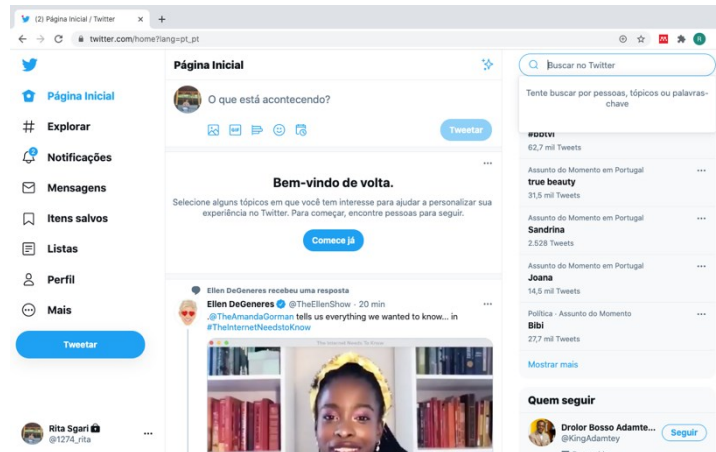 (2) Página Inicial / Twitter
twitter.com/home?lang=pt_pt
R
Página Inicial
Explorar
2
Notificações
Mensagens
Itens salvos
Listas
Perfil
Mais
Tweetar
Rita Sgari
@1274_rita
Página Inicial
O que está acontecendo?
GIF
Tweetar
Bem-vindo de volta.
Selecione alguns tópicos em que você tem interesse para ajudar a personalizar sua
experiência no Twitter. Para começar, encontre pessoas para seguir.
Comece já
Ellen DeGeneres recebeu uma resposta
Ellen DeGeneres @TheEllenShow · 20 min
.@TheAmandaGorman tells us everything we wanted to know... in
#TheInternetNeedstoKnow
The Internet Needs To Know
Buscar no Twitter
Tente buscar por pessoas, tópicos ou palavras-
chave
#bbtvi
62,7 mil Tweets
Assunto do Momento em Portugal
true beauty
31,5 mil Tweets
Assunto do Momento em Portugal
Sandrina
2.528 Tweets
Assunto do Momento em Portugal
Joana
14,5 mil Tweets
Política · Assunto do Momento
Bibi
27,7 mil Tweets
Mostrar mais
Quem seguir
Drolor Bosso Adamte...
@KingAdamtey
Seguir